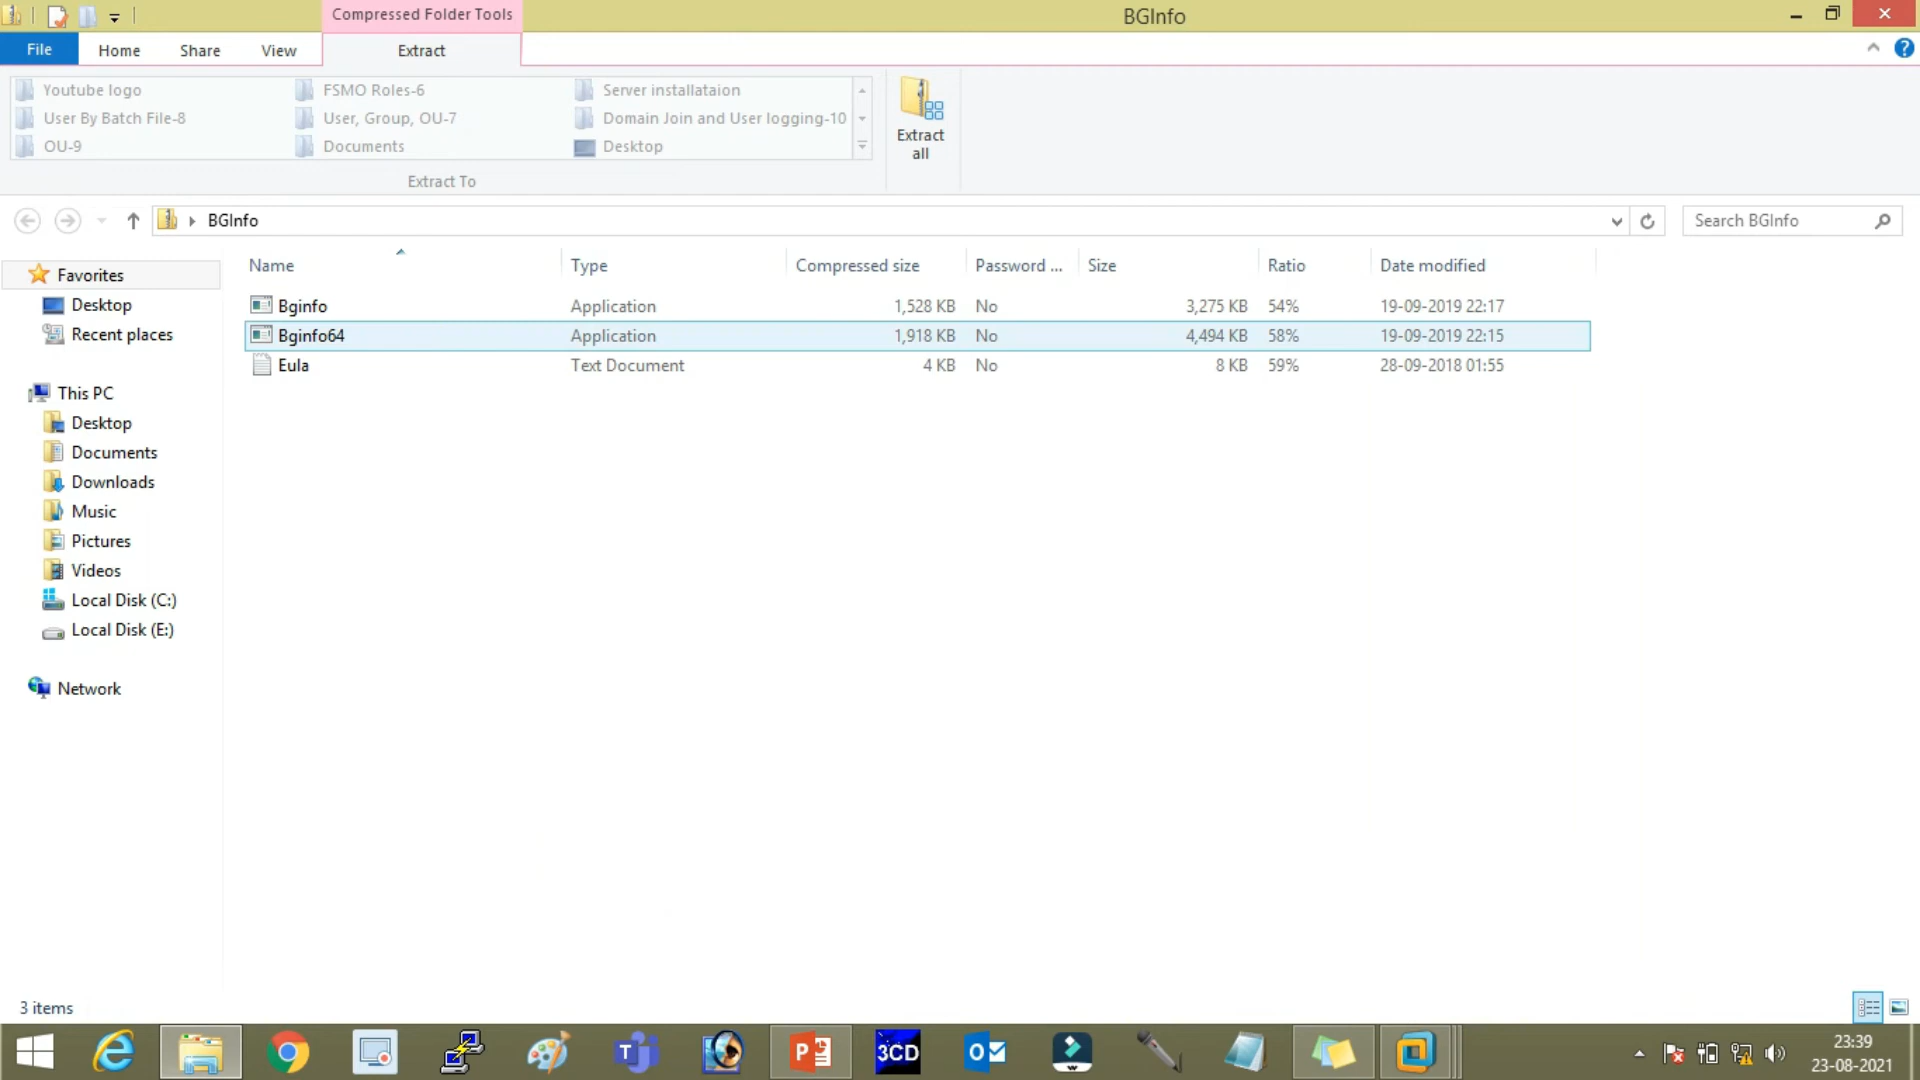 Compressed Folder Tools
BGInfo
File Home Share View Extract
Youtube logo FSMO Roles-6 Server installataion
User By Batch File-8 User, Group, OU-7 Domain Join and User logging-10
OU-9 Documents Desktop
Extract
all
Extract To
BGInfo
Search BGInfo
Name Type Compressed size Password ... Size Ratio Date modified
Bginfo Application 1,528 KB No 3,275 KB 54% 19-09-2019 22:17
Bginfo64 Application 1,918 KB No 4,494 KB 58% 19-09-2019 22:15
Eula Text Document 4 KB No 8 KB 59% 28-09-2018 01:55
Favorites
Desktop
Recent places
This PC
Desktop
Documents
Downloads
Music
Pictures
Videos
Local Disk (C:)
Local Disk (E:)
Network
3 items
3CD
23:39
23-08-2021